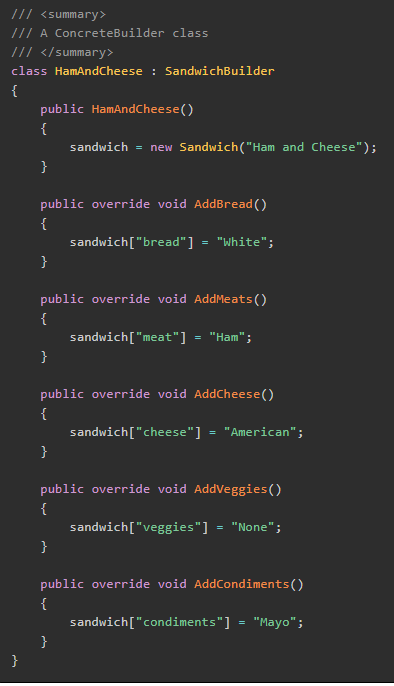 /// <summary>
/// A ConcreteBuilder class
/// </summary>
class HamAndCheese : SandwichBuilder
{
    public HamAndCheese()
    {
        sandwich = new Sandwich("Ham and Cheese");
    }

    public override void AddBread()
    {
        sandwich["bread"] = "White";
    }

    public override void AddMeats()
    {
        sandwich["meat"] = "Ham";
    }

    public override void AddCheese()
    {
        sandwich["cheese"] = "American";
    }

    public override void AddVeggies()
    {
        sandwich["veggies"] = "None";
    }

    public override void AddCondiments()
    {
        sandwich["condiments"] = "Mayo";
    }
}